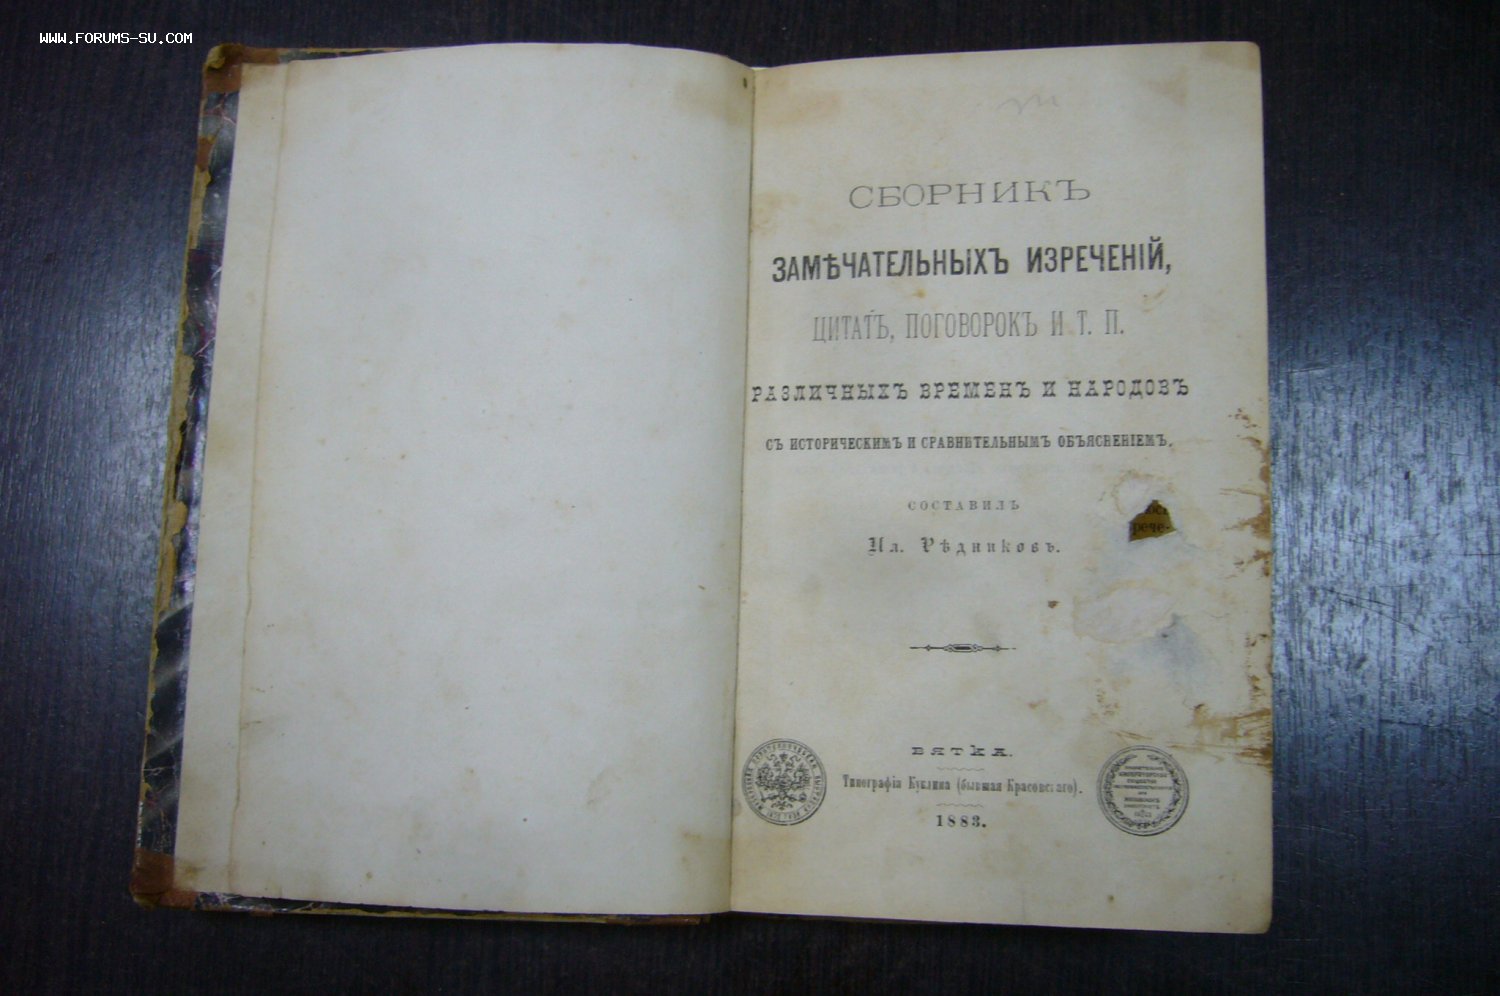 www.forums-su.com
СБОРНИКЪ
ЗАМѢЧАТЕЛЬНЫХЪ ИЗРЕЧЕНІЙ,
ЦИТАТЪ, ПОГОВОРОКЪ И Т. П.
РАЗЛИЧНЫХЪ ВРЕМЕНЪ И НАРОДОВЪ
СЪ ИСТОРИЧЕСКИМЪ И СРАВНИТЕЛЬНЫМЪ ОБЪЯСНЕНІЕМЪ.
СОСТАВИЛЪ
рече-
Ил. Рѣдниковъ.
ВЯТКА.
Типографія Куклина (бывшая Красовскаго).
1883.